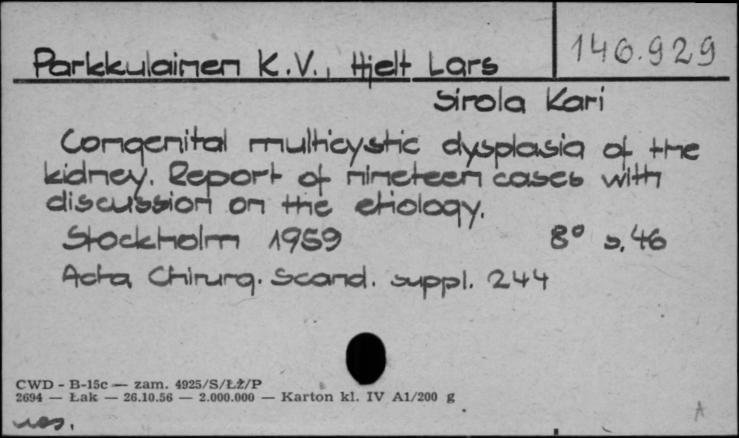 146.929
Parkkulainen K.V., Hjelt Lars
Sirola Kari
Congenital multicystic dysplasia of the
kidney. Report of nineteen cases with
discussion on the etiology.
Stockholm 1959 8° s. 46
Acta Chirurg. Scand. suppl. 244
CWD - B-15c — zam. 4925/S/ŁŻ/P
2694 — Łak — 26.10.56 — 2.000.000 — Karton kl. IV A1/200 g
A